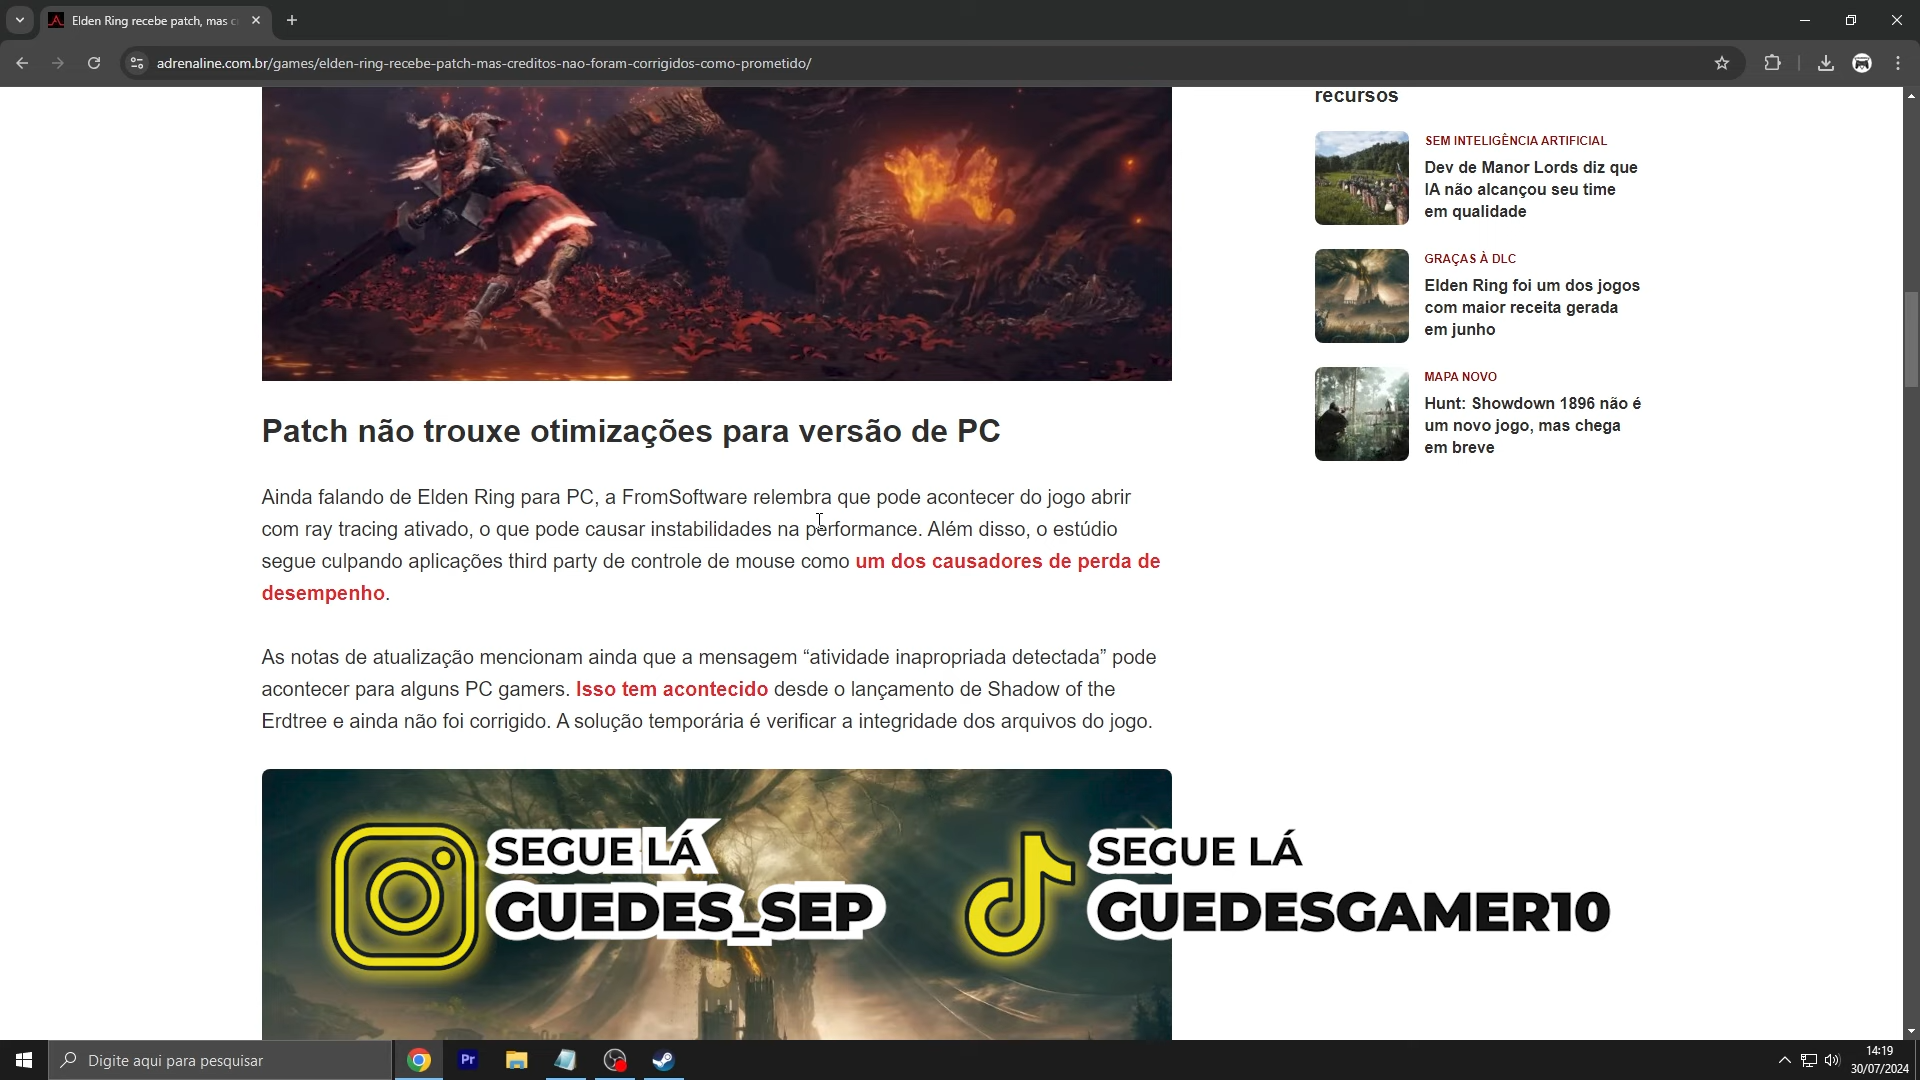 Elden Ring recebe patch, mas c
adrenaline.com.br/games/elden-ring-recebe-patch-mas-creditos-nao-foram-corrigidos-como-prometido/
Patch não trouxe otimizações para versão de PC
Ainda falando de Elden Ring para PC, a FromSoftware relembra que pode acontecer do jogo abrir
com ray tracing ativado, o que pode causar instabilidades na performance. Além disso, o estúdio
segue culpando aplicações third party de controle de mouse como um dos causadores de perda de
desempenho.
As notas de atualização mencionam ainda que a mensagem “atividade inapropriada detectada” pode
acontecer para alguns PC gamers. Isso tem acontecido desde o lançamento de Shadow of the
Erdtree e ainda não foi corrigido. A solução temporária é verificar a integridade dos arquivos do jogo.
recursos
SEM INTELIGÊNCIA ARTIFICIAL
Dev de Manor Lords diz que
IA não alcançou seu time
em qualidade
GRAÇAS À DLC
Elden Ring foi um dos jogos
com maior receita gerada
em junho
MAPA NOVO
Hunt: Showdown 1896 não é
um novo jogo, mas chega
em breve
SEGUE LÁ
GUEDES_SEP
SEGUE LÁ
GUEDESGAMER10
Digite aqui para pesquisar
Pr
14:19
30/07/2024